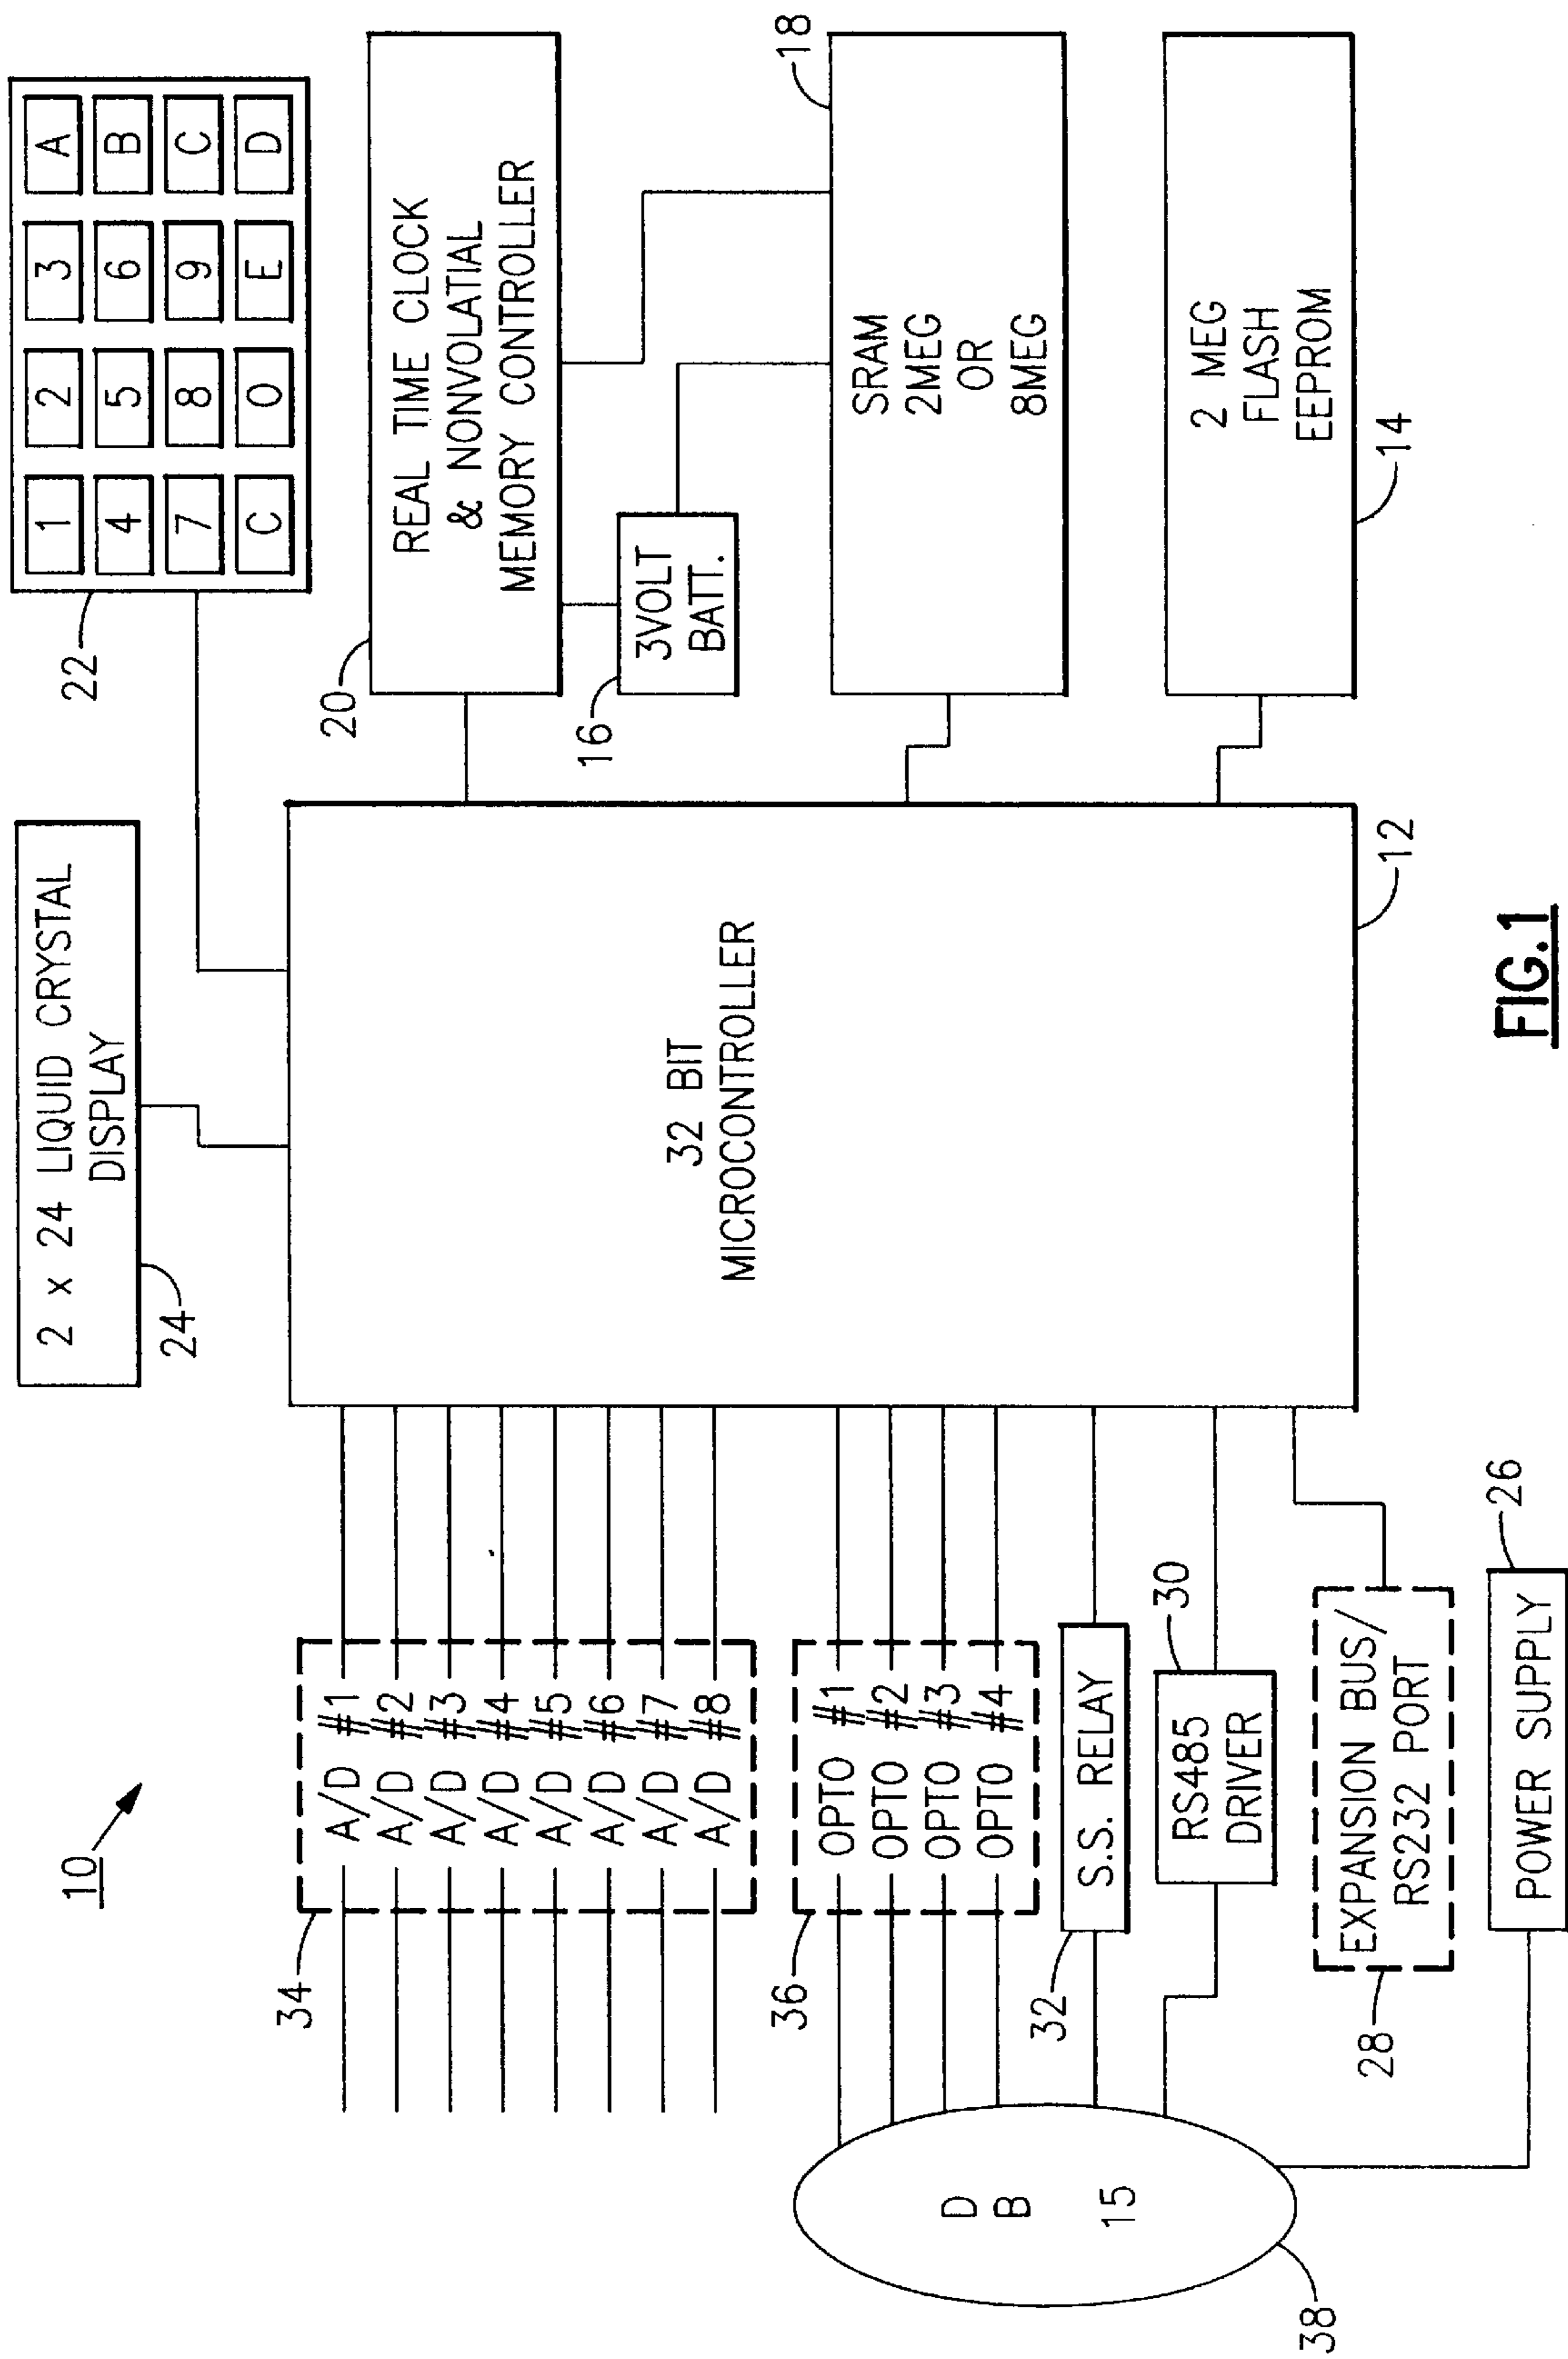 10
2 x 24 LIQUID CRYSTAL
DISPLAY
24
1 2 3 A
4 5 6 B
7 8 9 C
C 0 E D
22
34
A/D #1
A/D #2
A/D #3
A/D #4
A/D #5
A/D #6
A/D #7
A/D #8
36
OPTO #1
OPTO #2
OPTO #3
OPTO #4
32
S.S. RELAY
RS485
DRIVER
30
EXPANSION BUS/
RS232 PORT
28
POWER SUPPLY
26
D
B
15
38
32 BIT
MICROCONTROLLER
12
20
REAL TIME CLOCK
& NONVOLATIAL
MEMORY CONTROLLER
16
3VOLT
BATT.
18
SRAM
2MEG
OR
8MEG
2 MEG
FLASH
EEPROM
14
FIG.1